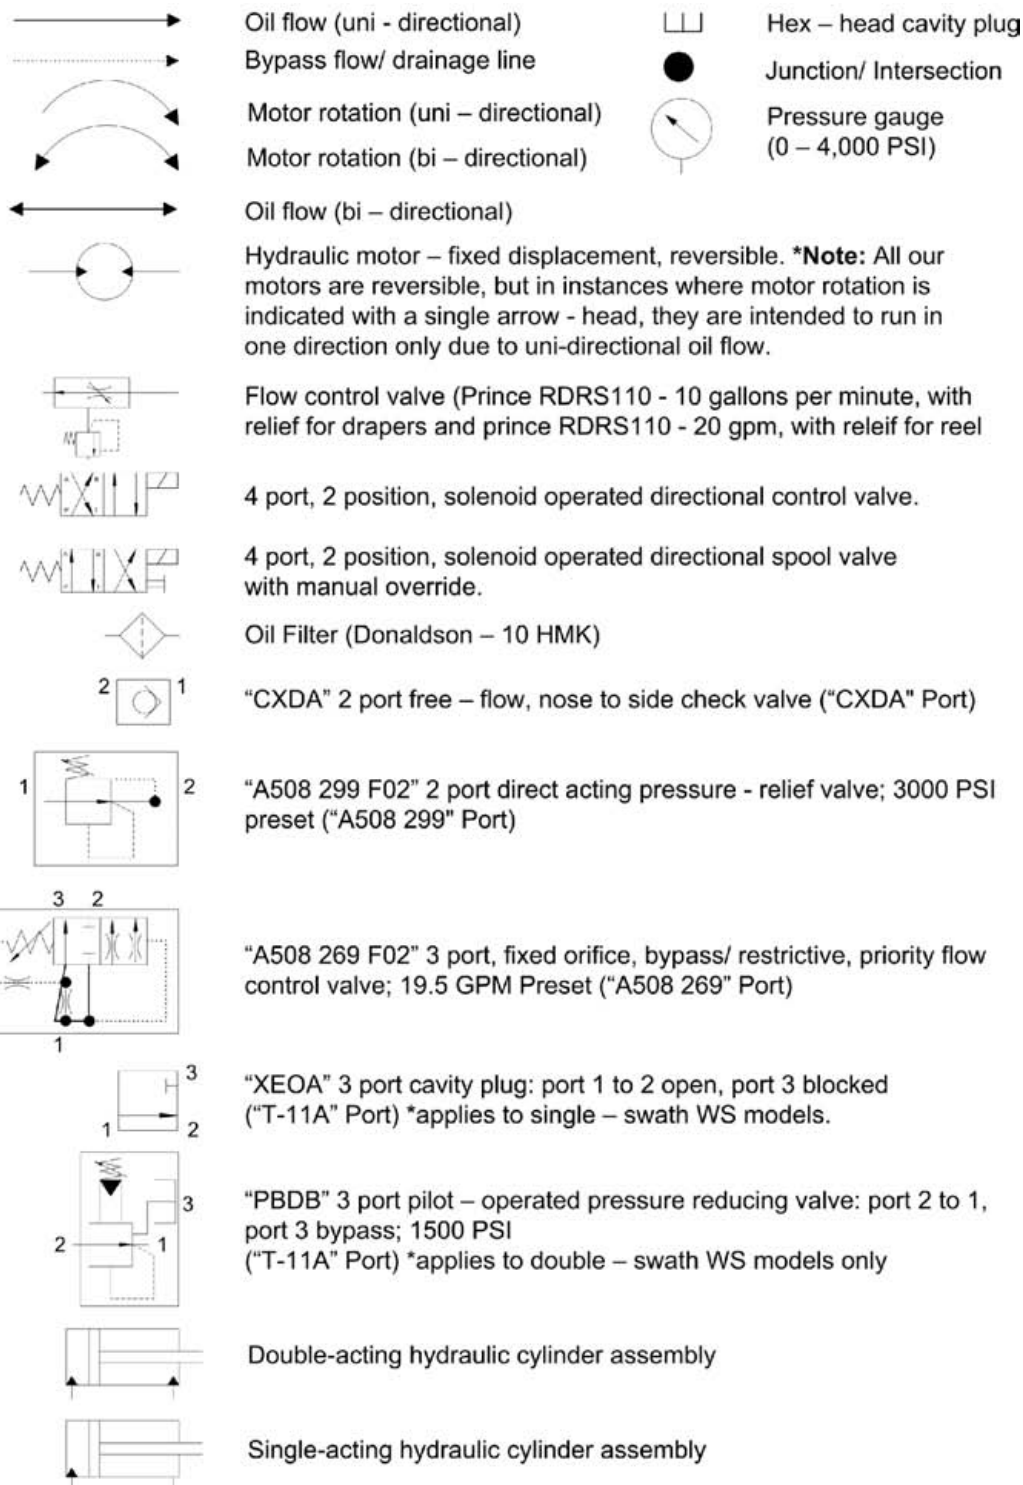 Oil flow (uni - directional)
Bypass flow/ drainage line
Motor rotation (uni – directional)
Motor rotation (bi – directional)
Oil flow (bi – directional)
Hex – head cavity plug
Junction/ Intersection
Pressure gauge
(0 – 4,000 PSI)
Hydraulic motor – fixed displacement, reversible. *Note: All our
motors are reversible, but in instances where motor rotation is
indicated with a single arrow - head, they are intended to run in
one direction only due to uni-directional oil flow.
Flow control valve (Prince RDRS110 - 10 gallons per minute, with
relief for drapers and prince RDRS110 - 20 gpm, with releif for reel
4 port, 2 position, solenoid operated directional control valve.
4 port, 2 position, solenoid operated directional spool valve
with manual override.
Oil Filter (Donaldson – 10 HMK)
2 1
“CXDA” 2 port free – flow, nose to side check valve (“CXDA" Port)
1 2
“A508 299 F02” 2 port direct acting pressure - relief valve; 3000 PSI
preset (“A508 299" Port)
3 2
1
“A508 269 F02” 3 port, fixed orifice, bypass/ restrictive, priority flow
control valve; 19.5 GPM Preset (“A508 269” Port)
3
1 2
“XEOA” 3 port cavity plug: port 1 to 2 open, port 3 blocked
(“T-11A” Port) *applies to single – swath WS models.
3
2 1
“PBDB” 3 port pilot – operated pressure reducing valve: port 2 to 1,
port 3 bypass; 1500 PSI
(“T-11A” Port) *applies to double – swath WS models only
Double-acting hydraulic cylinder assembly
Single-acting hydraulic cylinder assembly